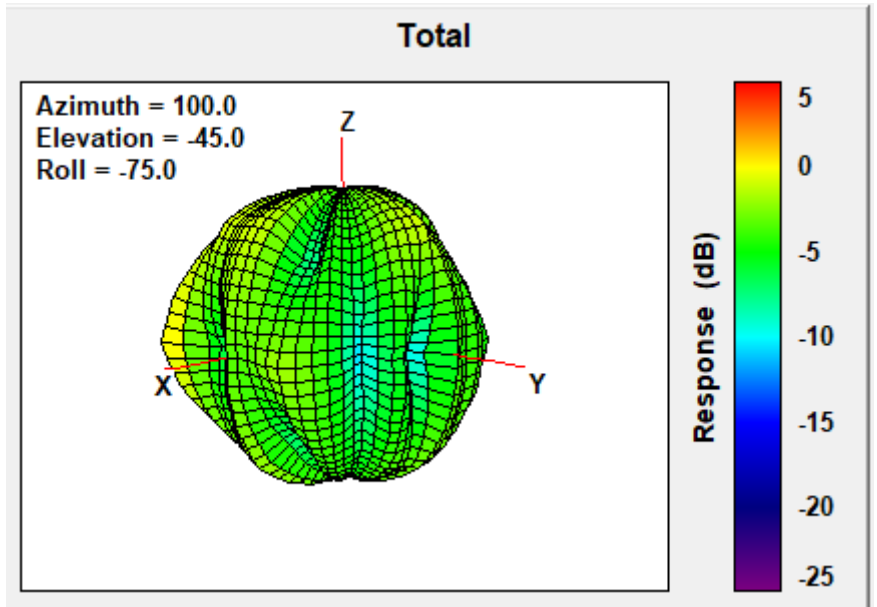 Total
Azimuth = 100.0
Elevation = -45.0
Roll = -75.0
Z
X
Y
5
0
-5
-10
-15
-20
-25
Response (dB)